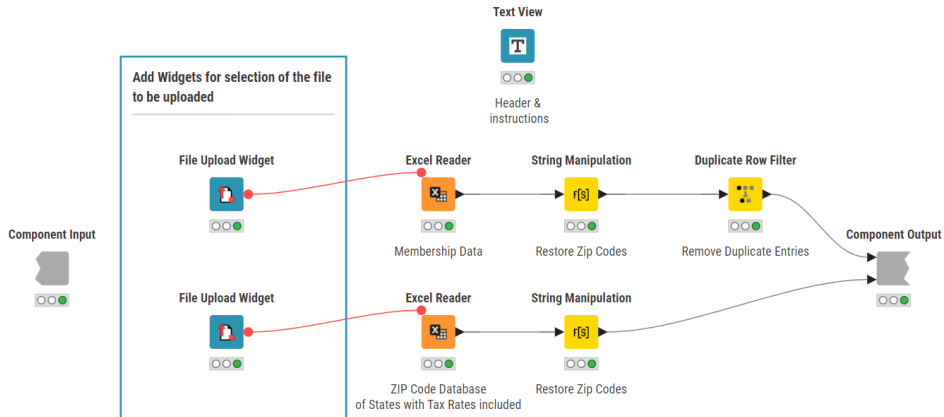 Text View
T
Header &
instructions
Add Widgets for selection of the file
to be uploaded
File Upload Widget
Excel Reader
String Manipulation
Duplicate Row Filter
F[S]
Membership Data
Restore Zip Codes
Remove Duplicate Entries
Component Input
Component Output
File Upload Widget
Excel Reader
String Manipulation
F[S]
ZIP Code Database
of States with Tax Rates included
Restore Zip Codes